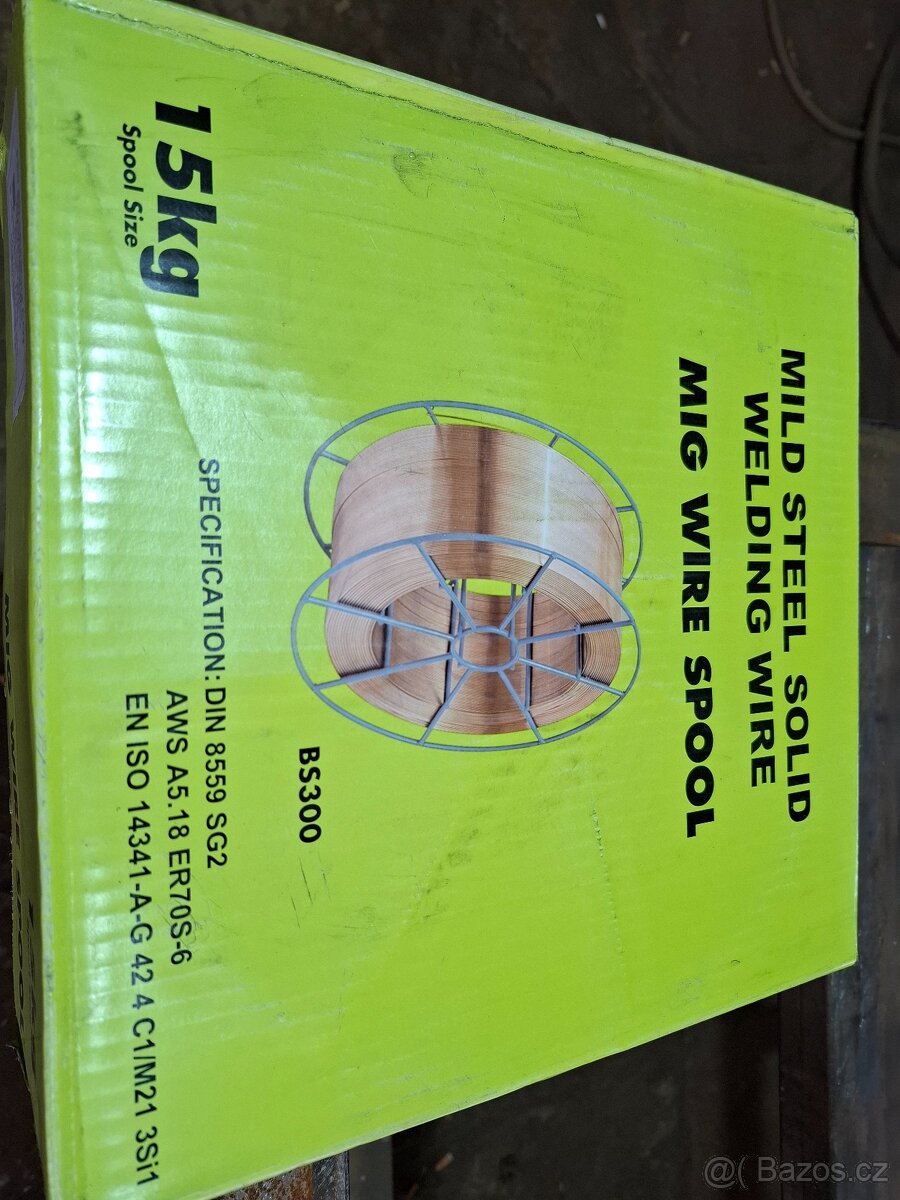 MILD STEEL SOLID
WELDING WIRE
MIG WIRE SPOOL
BS300
SPECIFICATION: DIN 8559 SG2
AWS A5.18 ER70S-6
EN ISO 14341-A-G 42 4 C1/M21 3Si1
15kg
Spool Size
@( Bazos.cz